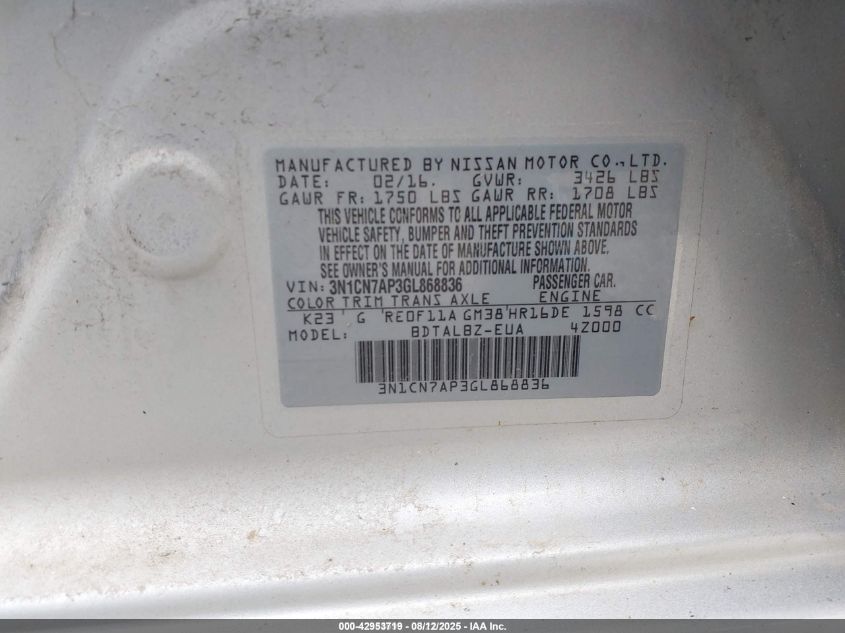 MANUFACTURED BY NISSAN MOTOR CO., LTD.
DATE: 02/16. GVWR: 3426 LBS
GAWR FR: 1750 LBS GAWR RR: 1708 LBS
THIS VEHICLE CONFORMS TO ALL APPLICABLE FEDERAL MOTOR
VEHICLE SAFETY, BUMPER AND THEFT PREVENTION STANDARDS
IN EFFECT ON THE DATE OF MANUFACTURE SHOWN ABOVE.
SEE OWNER'S MANUAL FOR ADDITIONAL INFORMATION.
VIN: 3N1CN7AP3GL868836 PASSENGER CAR.
COLOR TRIM TRANS AXLE ENGINE
K23 G RE0F11A GM38 HR16DE 1598 CC
MODEL: BDTALBZ-EUA 4Z000
3N1CN7AP3GL868836
000-42953719 - 08/12/2025 - IAA Inc.